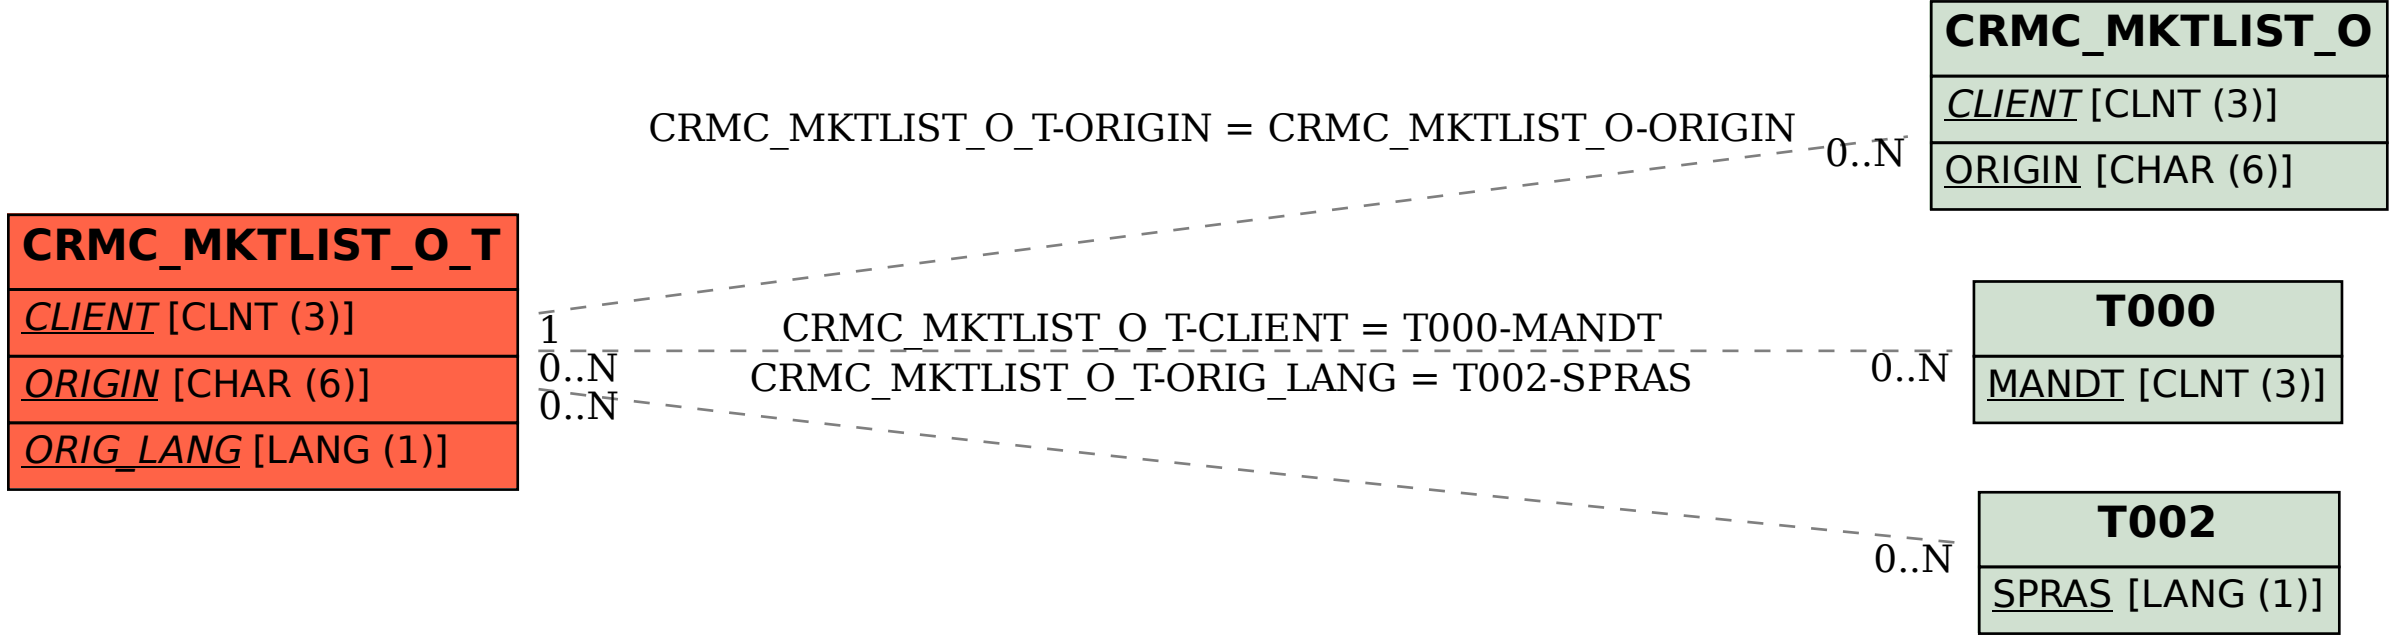 CRMC_MKTLIST_O
CLIENT [CLNT (3)]
ORIGIN [CHAR (6)]
CRMC_MKTLIST_O_T-ORIGIN = CRMC_MKTLIST_O-ORIGIN
0..N
CRMC_MKTLIST_O_T
CLIENT [CLNT (3)]
ORIGIN [CHAR (6)]
ORIG_LANG [LANG (1)]
1
0..N
0..N
CRMC_MKTLIST_O_T-CLIENT = T000-MANDT
CRMC_MKTLIST_O_T-ORIG_LANG = T002-SPRAS
0..N
T000
MANDT [CLNT (3)]
0..N
T002
SPRAS [LANG (1)]